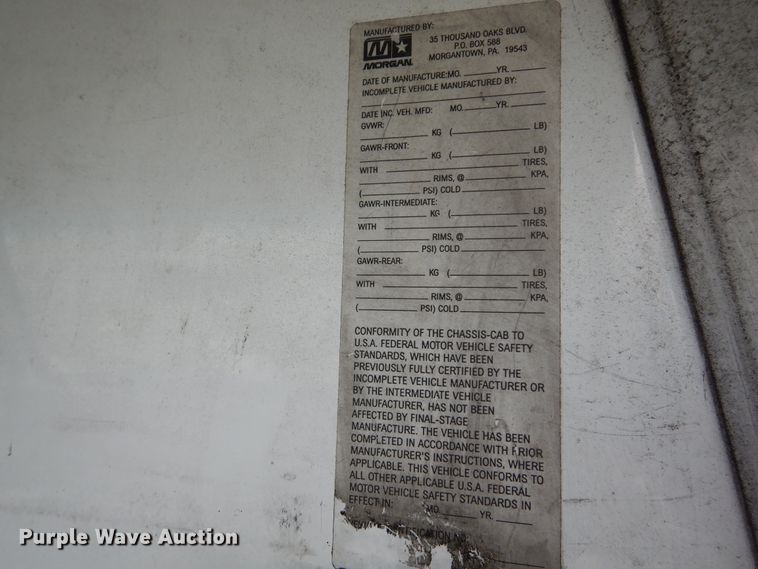 MANUFACTURED BY:
MORGAN
35 THOUSAND OAKS BLVD.
P.O. BOX 588
MORGANTOWN, PA. 19543
DATE OF MANUFACTURE:MO. YR.
INCOMPLETE VEHICLE MANUFACTURED BY:
DATE INC. VEH. MFD: MO. YR.
GVWR:
KG ( LB)
GAWR-FRONT:
KG ( LB)
WITH TIRES,
RIMS, @ KPA,
( PSI) COLD
GAWR-INTERMEDIATE:
KG ( LB)
WITH TIRES,
RIMS, @ KPA,
( PSI) COLD
GAWR-REAR:
KG ( LB)
WITH TIRES,
RIMS, @ KPA,
( PSI) COLD
CONFORMITY OF THE CHASSIS-CAB TO
U.S.A. FEDERAL MOTOR VEHICLE SAFETY
STANDARDS, WHICH HAVE BEEN
PREVIOUSLY FULLY CERTIFIED BY THE
INCOMPLETE VEHICLE MANUFACTURER OR
BY THE INTERMEDIATE VEHICLE
MANUFACTURER, HAS NOT BEEN
AFFECTED BY FINAL-STAGE
MANUFACTURE. THE VEHICLE HAS BEEN
COMPLETED IN ACCORDANCE WITH PRIOR
MANUFACTURER'S INSTRUCTIONS, WHERE
APPLICABLE. THIS VEHICLE CONFORMS TO
ALL OTHER APPLICABLE U.S.A. FEDERAL
MOTOR VEHICLE SAFETY STANDARDS IN
EFFECT IN: MO. YR.
Purple Wave Auction